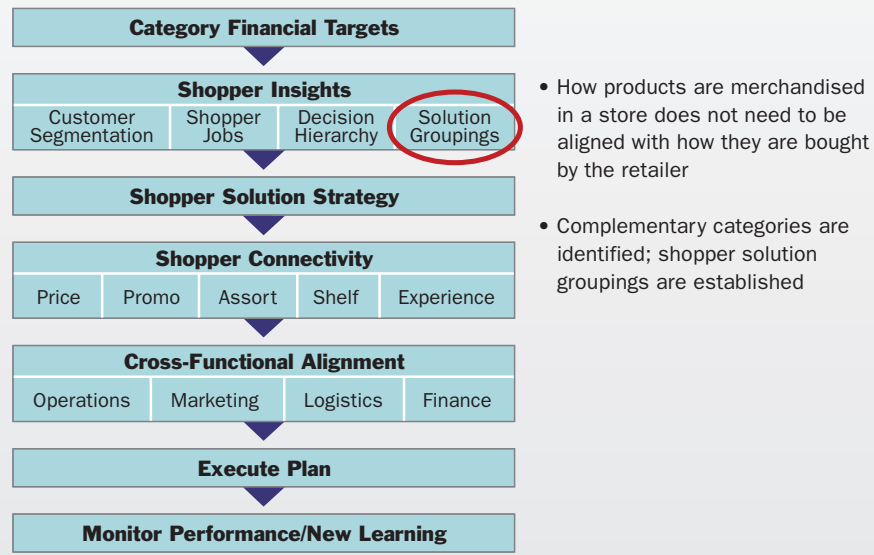 Category Financial Targets
Shopper Insights
Customer Segmentation
Shopper Jobs
Decision Hierarchy
Solution Groupings
Shopper Solution Strategy
Shopper Connectivity
Price Promo Assort Shelf Experience
Cross-Functional Alignment
Operations Marketing Logistics Finance
Execute Plan
Monitor Performance/New Learning
• How products are merchandised
in a store does not need to be
aligned with how they are bought
by the retailer
• Complementary categories are
identified; shopper solution
groupings are established